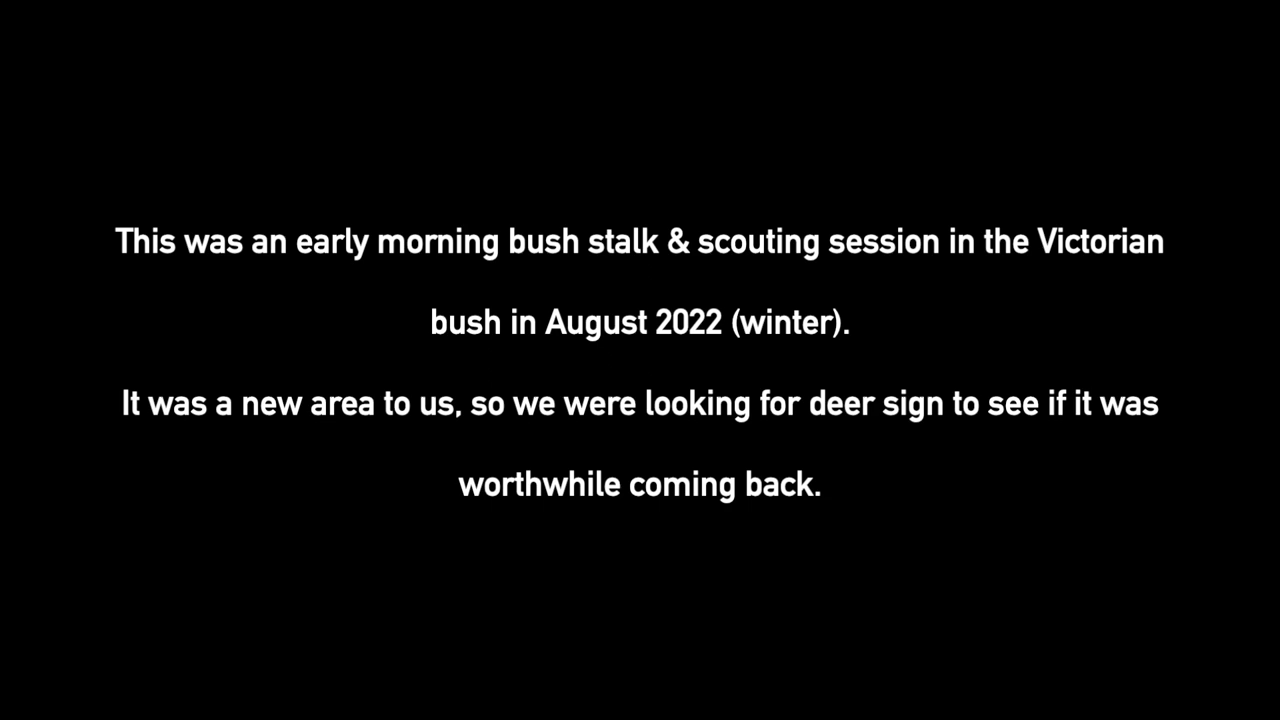 This was an early morning bush stalk & scouting session in the Victorian
bush in August 2022 (winter).
It was a new area to us, so we were looking for deer sign to see if it was
worthwhile coming back.